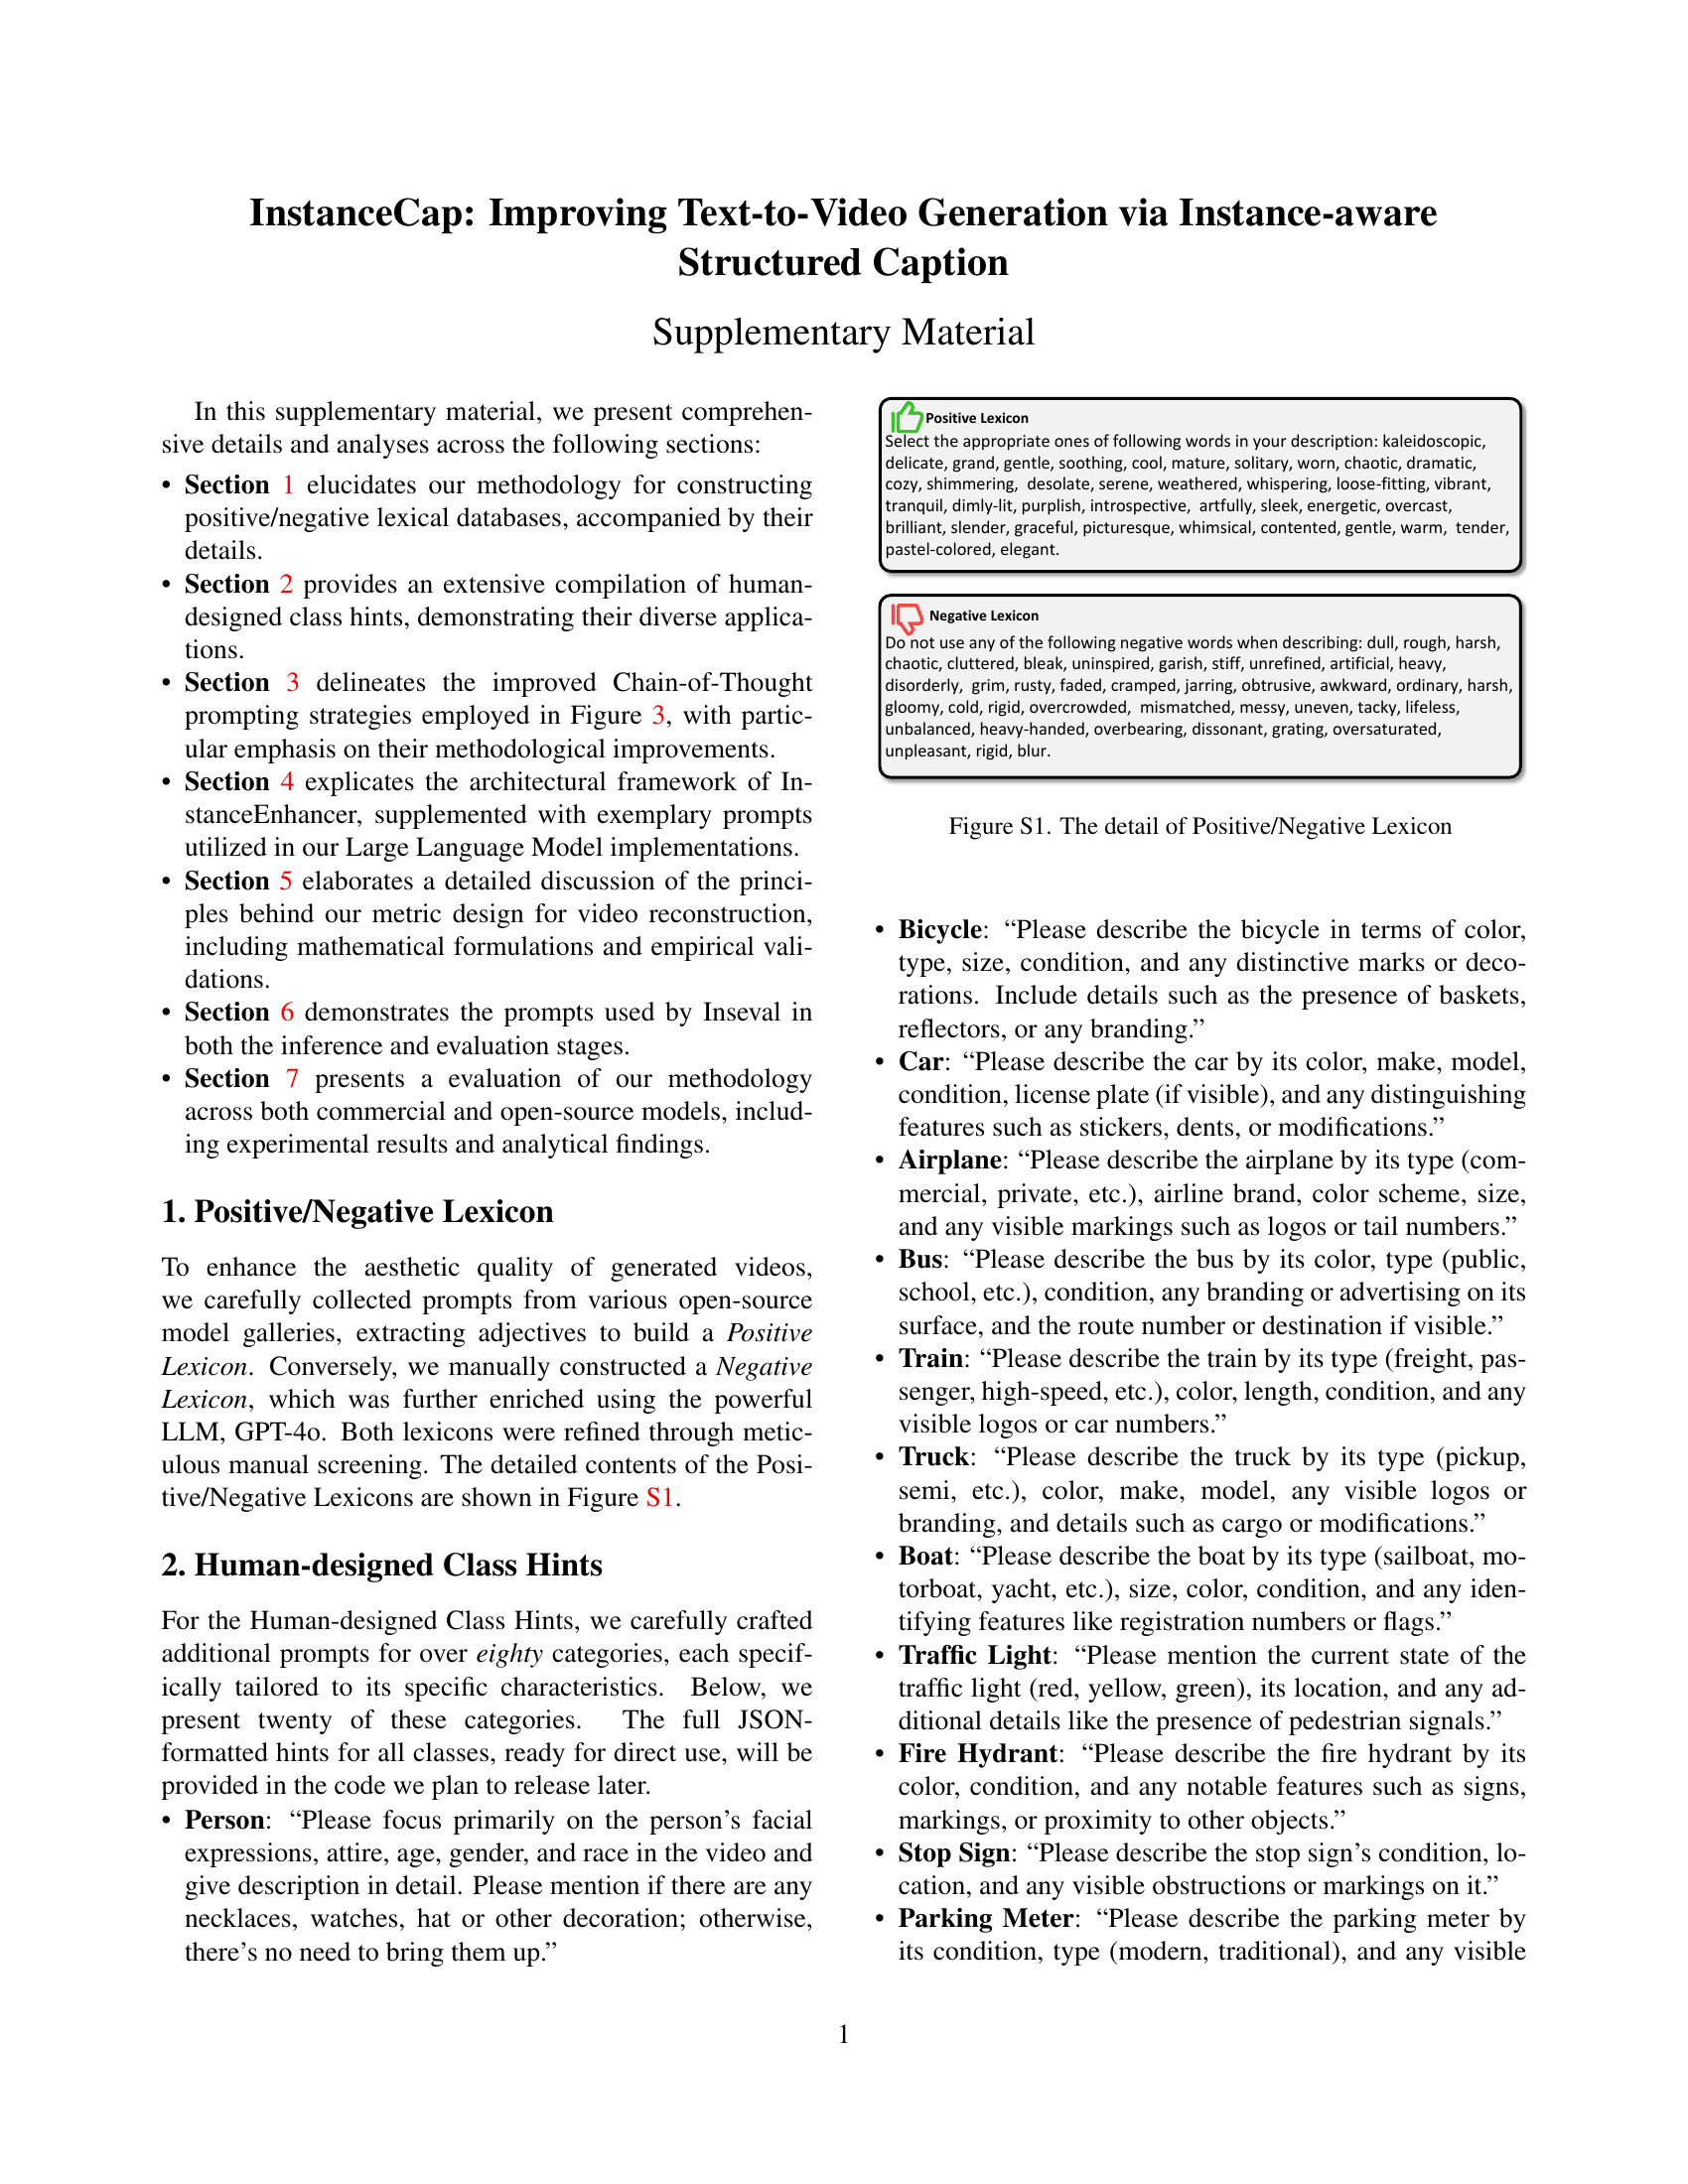 InstanceCap: Improving Text-to-Video Generation via Instance-aware
Structured Caption
Supplementary Material
In this supplementary material, we present comprehen-
sive details and analyses across the following sections:
• Section 1 elucidates our methodology for constructing
positive/negative lexical databases, accompanied by their
details.
• Section 2 provides an extensive compilation of human-
designed class hints, demonstrating their diverse applica-
tions.
• Section 3 delineates the improved Chain-of-Thought
prompting strategies employed in Figure 3, with partic-
ular emphasis on their methodological improvements.
• Section 4 explicates the architectural framework of In-
stanceEnhancer, supplemented with exemplary prompts
utilized in our Large Language Model implementations.
• Section 5 elaborates a detailed discussion of the princi-
ples behind our metric design for video reconstruction,
including mathematical formulations and empirical vali-
dations.
• Section 6 demonstrates the prompts used by Inseval in
both the inference and evaluation stages.
• Section 7 presents a evaluation of our methodology
across both commercial and open-source models, includ-
ing experimental results and analytical findings.
1. Positive/Negative Lexicon
To enhance the aesthetic quality of generated videos,
we carefully collected prompts from various open-source
model galleries, extracting adjectives to build a Positive
Lexicon. Conversely, we manually constructed a Negative
Lexicon, which was further enriched using the powerful
LLM, GPT-4o. Both lexicons were refined through metic-
ulous manual screening. The detailed contents of the Posi-
tive/Negative Lexicons are shown in Figure S1.
2. Human-designed Class Hints
For the Human-designed Class Hints, we carefully crafted
additional prompts for over eighty categories, each specif-
ically tailored to its specific characteristics. Below, we
present twenty of these categories. The full JSON-
formatted hints for all classes, ready for direct use, will be
provided in the code we plan to release later.
• Person: “Please focus primarily on the person’s facial
expressions, attire, age, gender, and race in the video and
give description in detail. Please mention if there are any
necklaces, watches, hat or other decoration; otherwise,
there’s no need to bring them up.”
Positive Lexicon
Select the appropriate ones of following words in your description: kaleidoscopic,
delicate, grand, gentle, soothing, cool, mature, solitary, worn, chaotic, dramatic,
cozy, shimmering, desolate, serene, weathered, whispering, loose-fitting, vibrant,
tranquil, dimly-lit, purplish, introspective, artfully, sleek, energetic, overcast,
brilliant, slender, graceful, picturesque, whimsical, contented, gentle, warm, tender,
pastel-colored, elegant.
Negative Lexicon
Do not use any of the following negative words when describing: dull, rough, harsh,
chaotic, cluttered, bleak, uninspired, garish, stiff, unrefined, artificial, heavy,
disorderly, grim, rusty, faded, cramped, jarring, obtrusive, awkward, ordinary, harsh,
gloomy, cold, rigid, overcrowded, mismatched, messy, uneven, tacky, lifeless,
unbalanced, heavy-handed, overbearing, dissonant, grating, oversaturated,
unpleasant, rigid, blur.
Figure S1. The detail of Positive/Negative Lexicon
• Bicycle: “Please describe the bicycle in terms of color,
type, size, condition, and any distinctive marks or deco-
rations. Include details such as the presence of baskets,
reflectors, or any branding.”
• Car: “Please describe the car by its color, make, model,
condition, license plate (if visible), and any distinguishing
features such as stickers, dents, or modifications.”
• Airplane: “Please describe the airplane by its type (com-
mercial, private, etc.), airline brand, color scheme, size,
and any visible markings such as logos or tail numbers.”
• Bus: “Please describe the bus by its color, type (public,
school, etc.), condition, any branding or advertising on its
surface, and the route number or destination if visible.”
• Train: “Please describe the train by its type (freight, pas-
senger, high-speed, etc.), color, length, condition, and any
visible logos or car numbers.”
• Truck: “Please describe the truck by its type (pickup,
semi, etc.), color, make, model, any visible logos or
branding, and details such as cargo or modifications.”
• Boat: “Please describe the boat by its type (sailboat, mo-
torboat, yacht, etc.), size, color, condition, and any iden-
tifying features like registration numbers or flags.”
• Traffic Light: “Please mention the current state of the
traffic light (red, yellow, green), its location, and any ad-
ditional details like the presence of pedestrian signals.”
• Fire Hydrant: “Please describe the fire hydrant by its
color, condition, and any notable features such as signs,
markings, or proximity to other objects.”
• Stop Sign: “Please describe the stop sign’s condition, lo-
cation, and any visible obstructions or markings on it.”
• Parking Meter: “Please describe the parking meter by
its condition, type (modern, traditional), and any visible
1